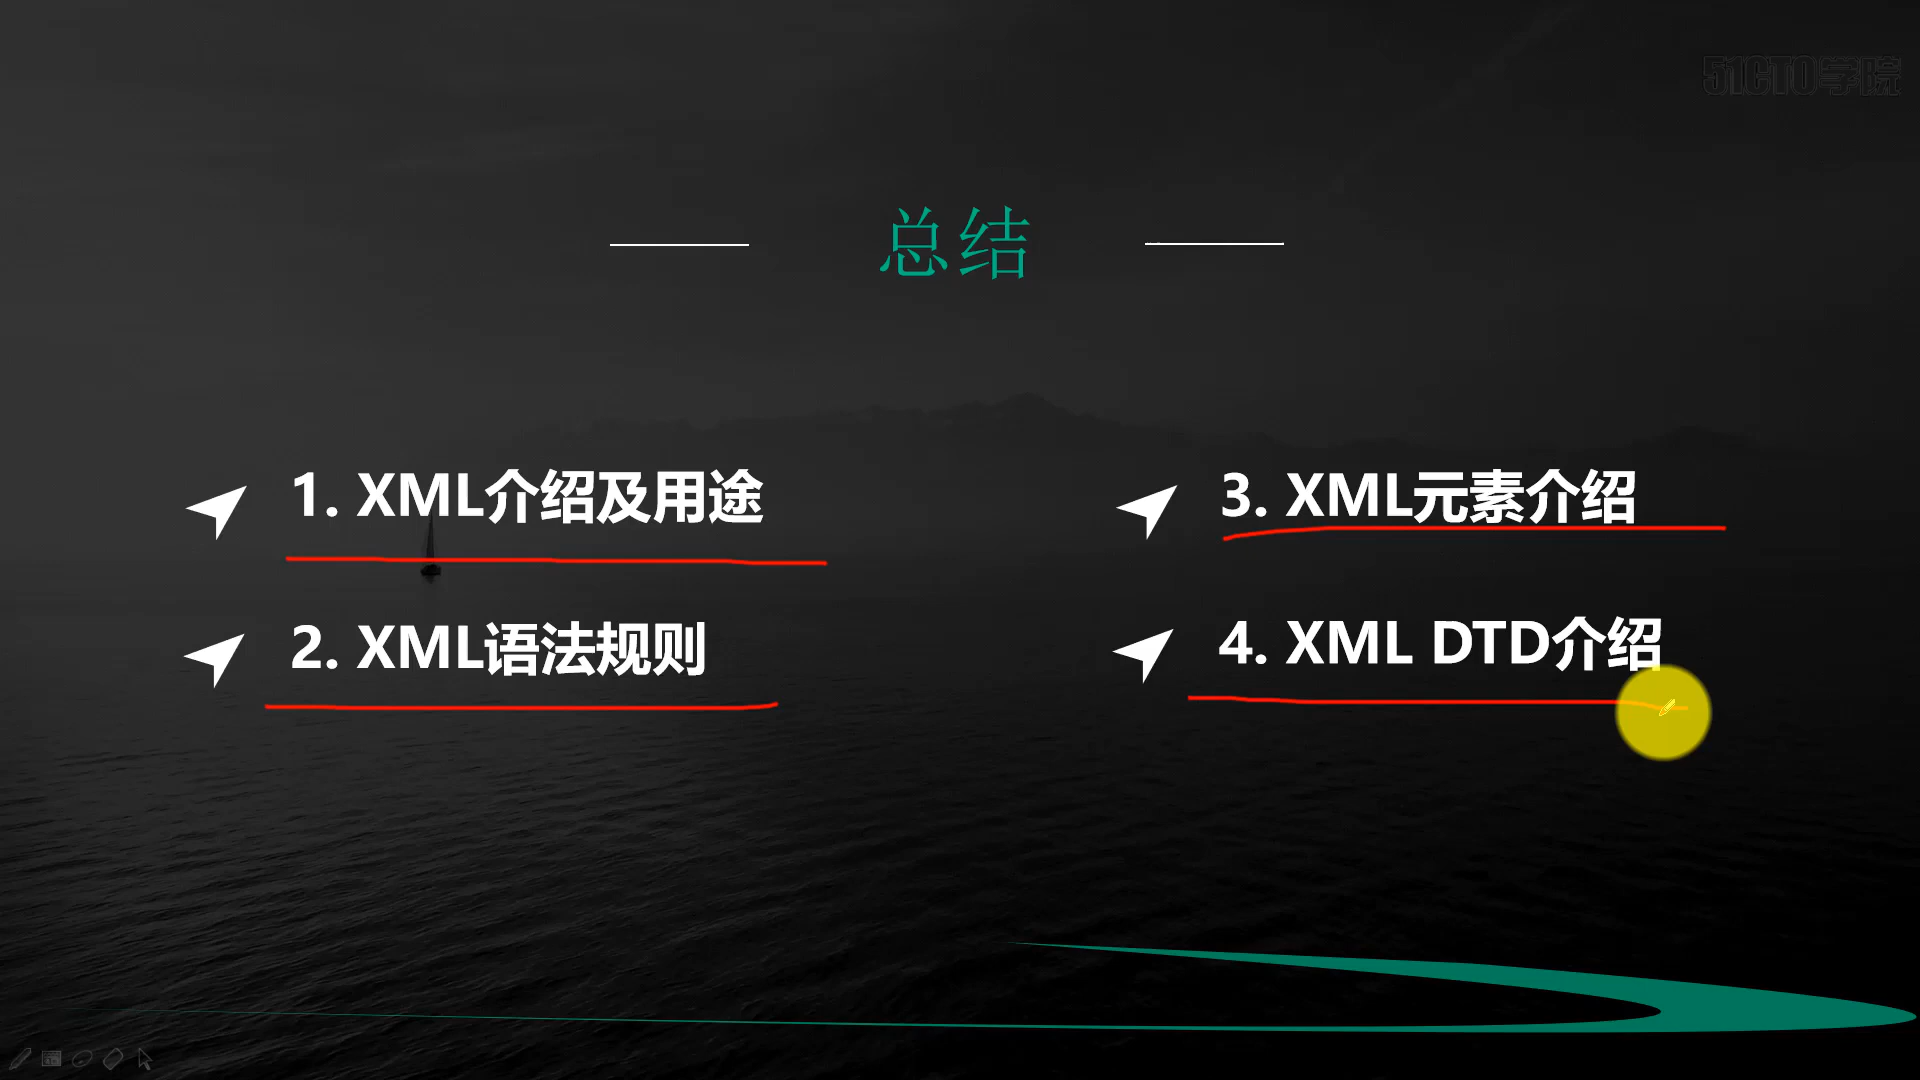 51CTO学院
总结
1. XML介绍及用途
2. XML语法规则
3. XML元素介绍
4. XML DTD介绍